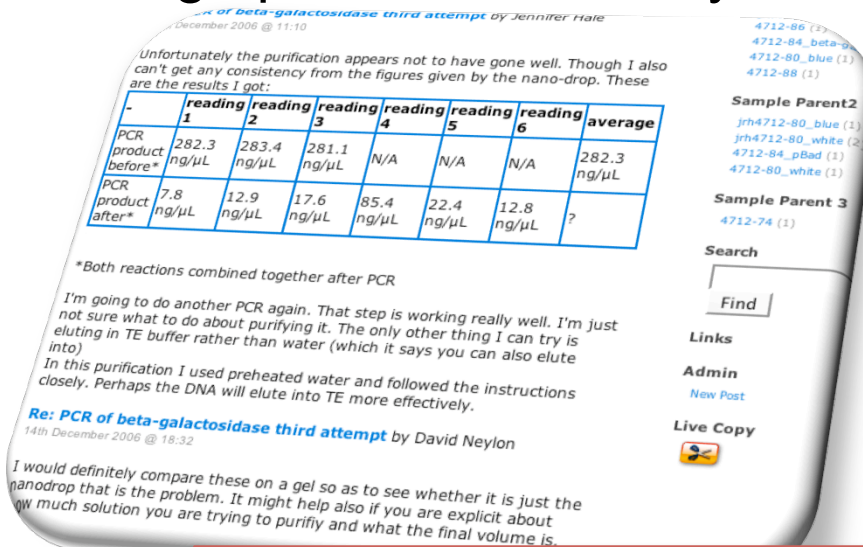 of beta-galactosidase third attempt by Jennifer Hale
December 2006 @ 11:10
Unfortunately the purification appears not to have gone well. Though I also
can't get any consistency from the figures given by the nano-drop. These
are the results I got:
- reading 1 reading 2 reading 3 reading 4 reading 5 reading 6 average
PCR product before* 282.3 ng/µL 283.4 ng/µL 281.1 ng/µL N/A N/A N/A 282.3 ng/µL
PCR product after* 7.8 ng/µL 12.9 ng/µL 17.6 ng/µL 85.4 ng/µL 22.4 ng/µL 12.8 ng/µL ?
*Both reactions combined together after PCR
I'm going to do another PCR again. That step is working really well. I'm just
not sure what to do about purifying it. The only other thing I can try is
eluting in TE buffer rather than water (which it says you can also elute
into)
In this purification I used preheated water and followed the instructions
closely. Perhaps the DNA will elute into TE more effectively.
Re: PCR of beta-galactosidase third attempt by David Neylon
14th December 2006 @ 18:32
I would definitely compare these on a gel so as to see whether it is just the
nanodrop that is the problem. It might help also if you are explicit about
much solution you are trying to purifiy and what the final volume is.
4712-86 (1)
4712-84_beta-g
4712-80_blue (1)
4712-88 (1)
Sample Parent2
jrh4712-80_blue (1)
jrh4712-80_white (2
4712-84_pBad (1)
4712-80_white (1)
Sample Parent 3
4712-74 (1)
Search
Find
Links
Admin
New Post
Live Copy